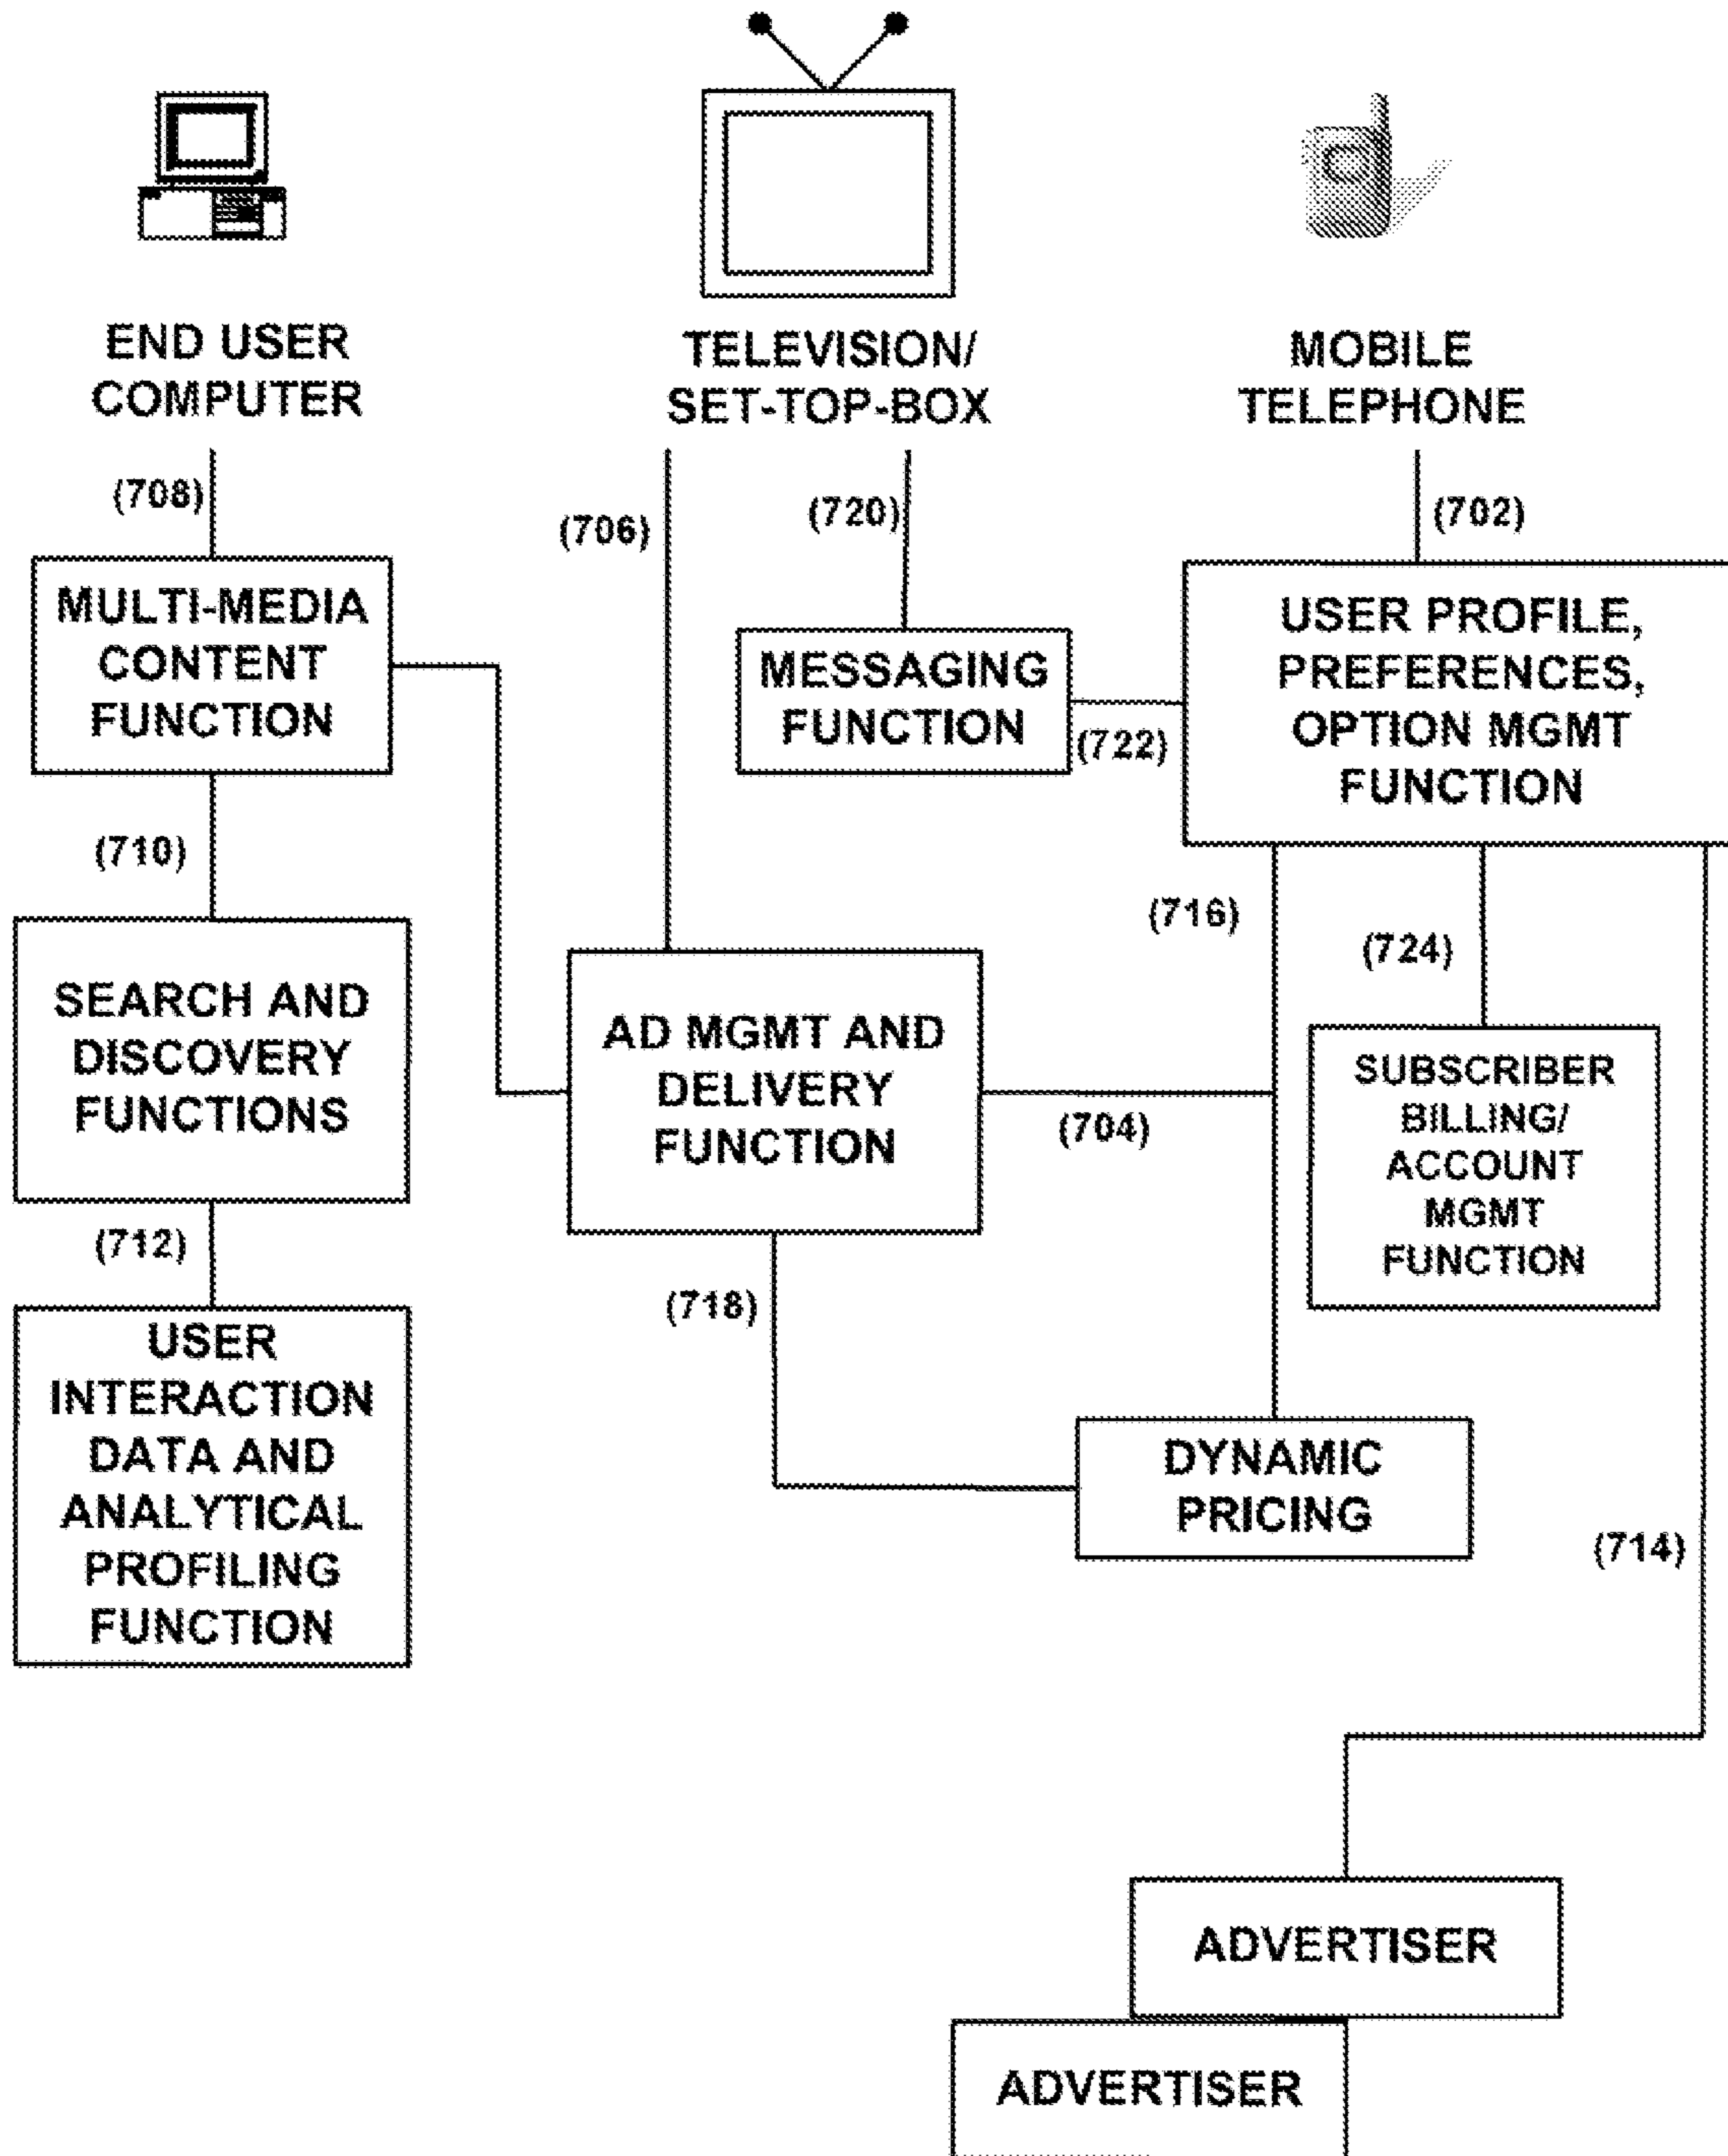 END USER
COMPUTER
TELEVISION/
SET-TOP-BOX
MOBILE
TELEPHONE
(708)
(706)
(720)
(702)
MULTI-MEDIA
CONTENT
FUNCTION
MESSAGING
FUNCTION
(722)
USER PROFILE,
PREFERENCES,
OPTION MGMT
FUNCTION
(710)
(716)
(724)
SEARCH AND
DISCOVERY
FUNCTIONS
AD MGMT AND
DELIVERY
FUNCTION
(704)
SUBSCRIBER
BILLING/
ACCOUNT
MGMT
FUNCTION
(712)
(718)
USER
INTERACTION
DATA AND
ANALYTICAL
PROFILING
FUNCTION
DYNAMIC
PRICING
(714)
ADVERTISER
ADVERTISER